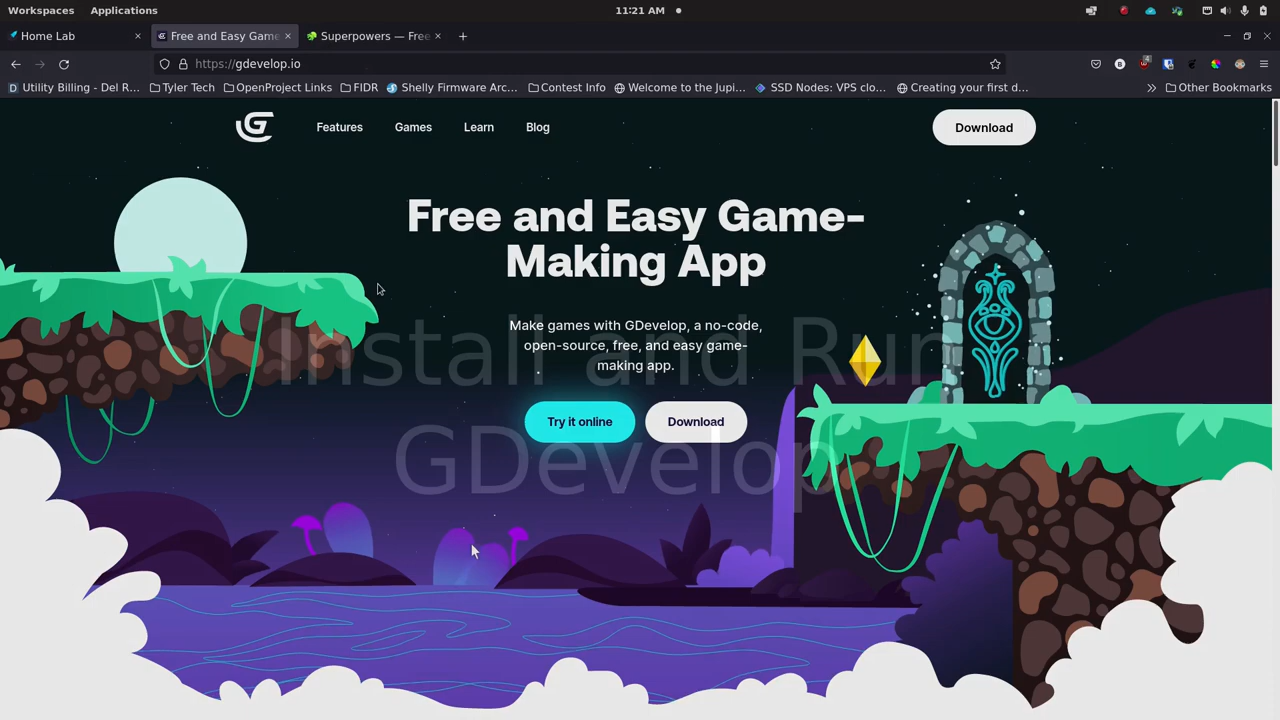 Workspaces Applications 11:21 AM
Home Lab Free and Easy Game Superpowers — Free
https://gdevelop.io
Utility Billing - Del R... Tyler Tech OpenProject Links FIDR Shelly Firmware Arc... Contest Info Welcome to the Jupi... SSD Nodes: VPS clo... Creating your first d... Other Bookmarks
Features Games Learn Blog Download
Free and Easy Game-
Making App
Make games with GDevelop, a no-code,
open-source, free, and easy game-
making app.
Install and Run
Try it online Download
GDevelop